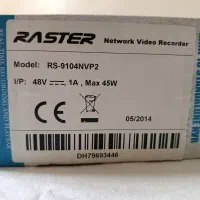 RASTER
Network Video Recorder
Model: RS-9104NVP2
I/P: 48V ⎓ 1A , Max 45W
CE
05/2014
DH79693446